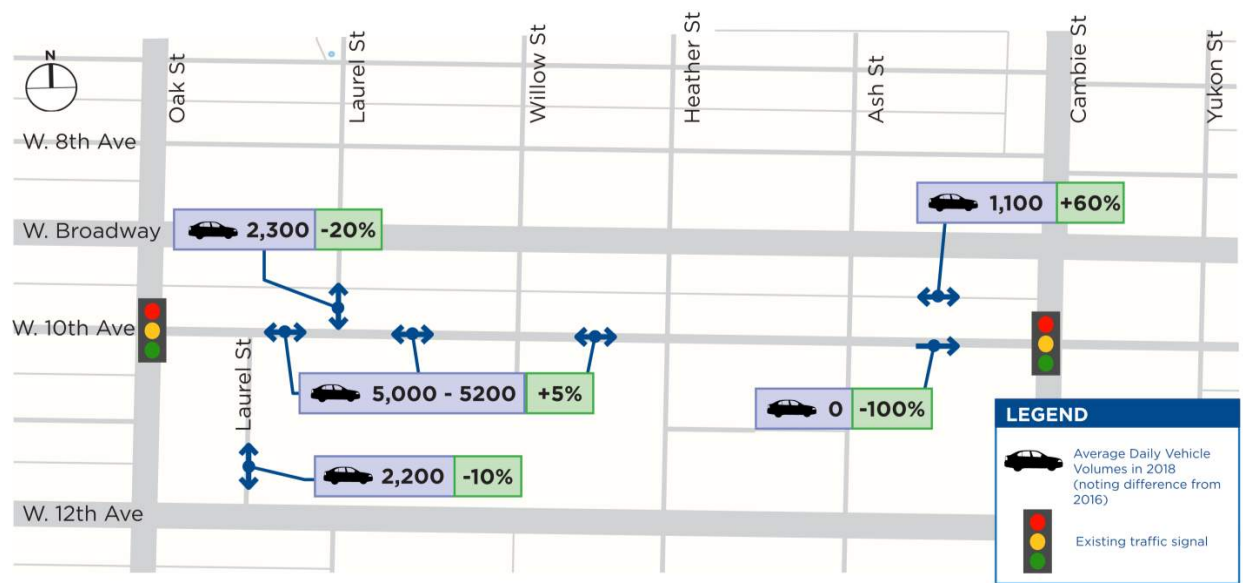 N
Oak St
Laurel St
Willow St
Heather St
Ash St
Cambie St
Yukon St
W. 8th Ave
1,100 +60%
W. Broadway
2,300 -20%
W. 10th Ave
Laurel St
5,000 - 5200 +5%
0 -100%
2,200 -10%
W. 12th Ave
LEGEND
Average Daily Vehicle
Volumes in 2018
(noting difference from
2016)
Existing traffic signal